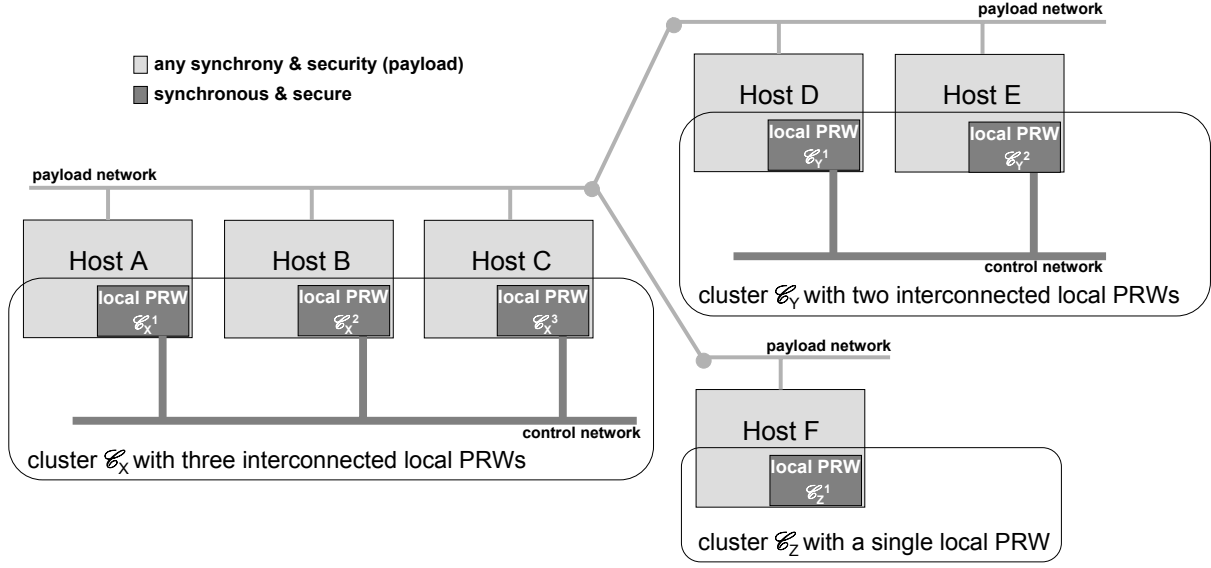 payload network
any synchrony & security (payload)
synchronous & secure
Host D
Host E
local PRW
𝒞Y1
local PRW
𝒞Y2
control network
cluster 𝒞Y with two interconnected local PRWs
payload network
Host A
Host B
Host C
local PRW
𝒞X1
local PRW
𝒞X2
local PRW
𝒞X3
control network
cluster 𝒞X with three interconnected local PRWs
payload network
Host F
local PRW
𝒞Z1
cluster 𝒞Z with a single local PRW